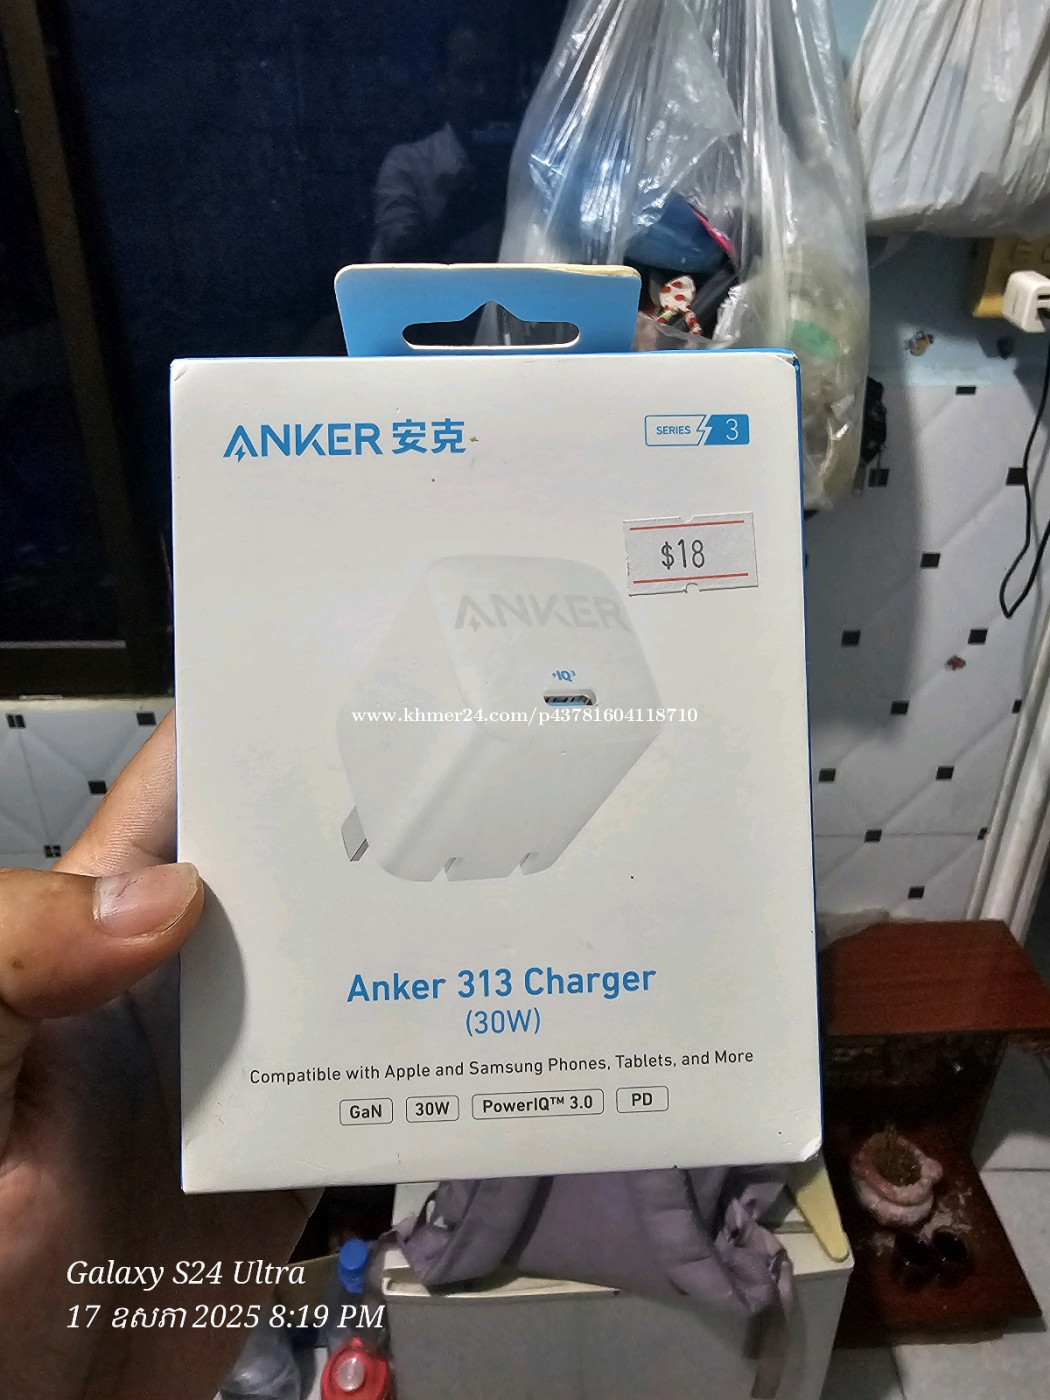 ANKER 安克
SERIES 3
$18
ANKER
IQ³
www.khmer24.com/p43781604118710
Anker 313 Charger
(30W)
Compatible with Apple and Samsung Phones, Tablets, and More
GaN 30W PowerIQ™ 3.0 PD
Galaxy S24 Ultra
17 ឧសភា 2025 8:19 PM